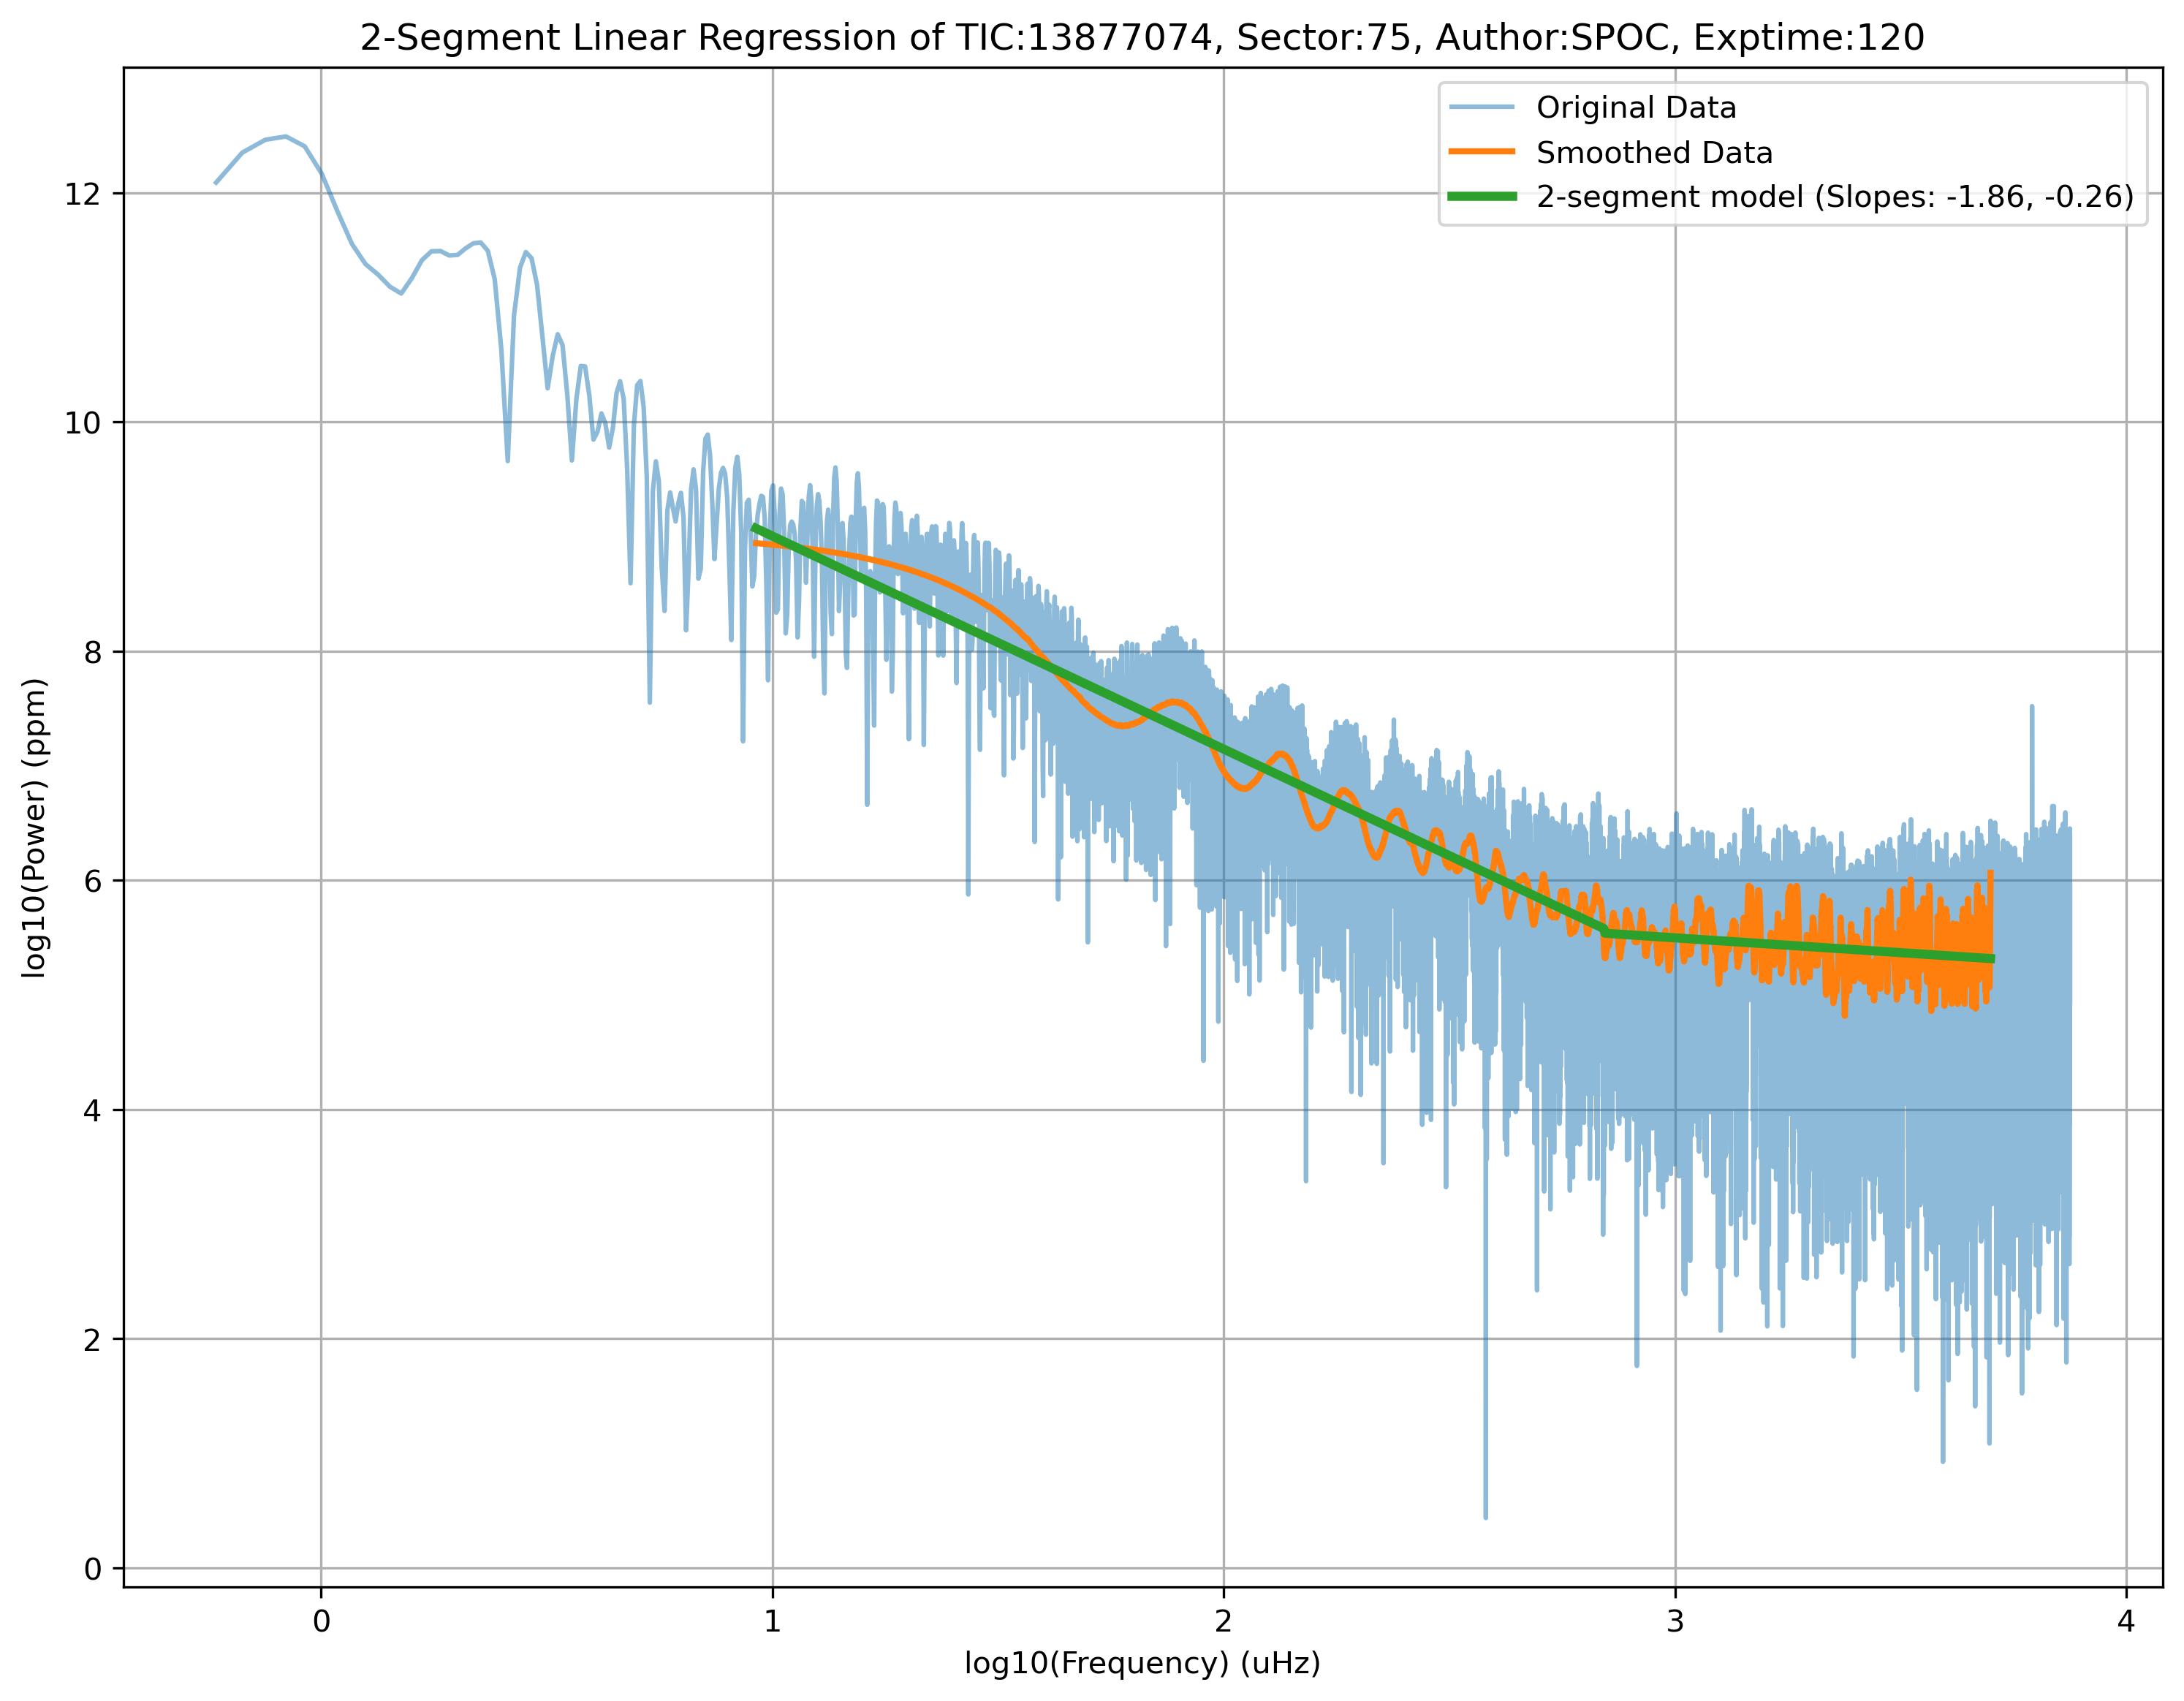 2-Segment Linear Regression of TIC:13877074, Sector:75, Author:SPOC, Exptime:120
Original Data
Smoothed Data
2-segment model (Slopes: -1.86, -0.26)
12
10
8
6
4
2
0
log10(Power) (ppm)
0 1 2 3 4
log10(Frequency) (uHz)